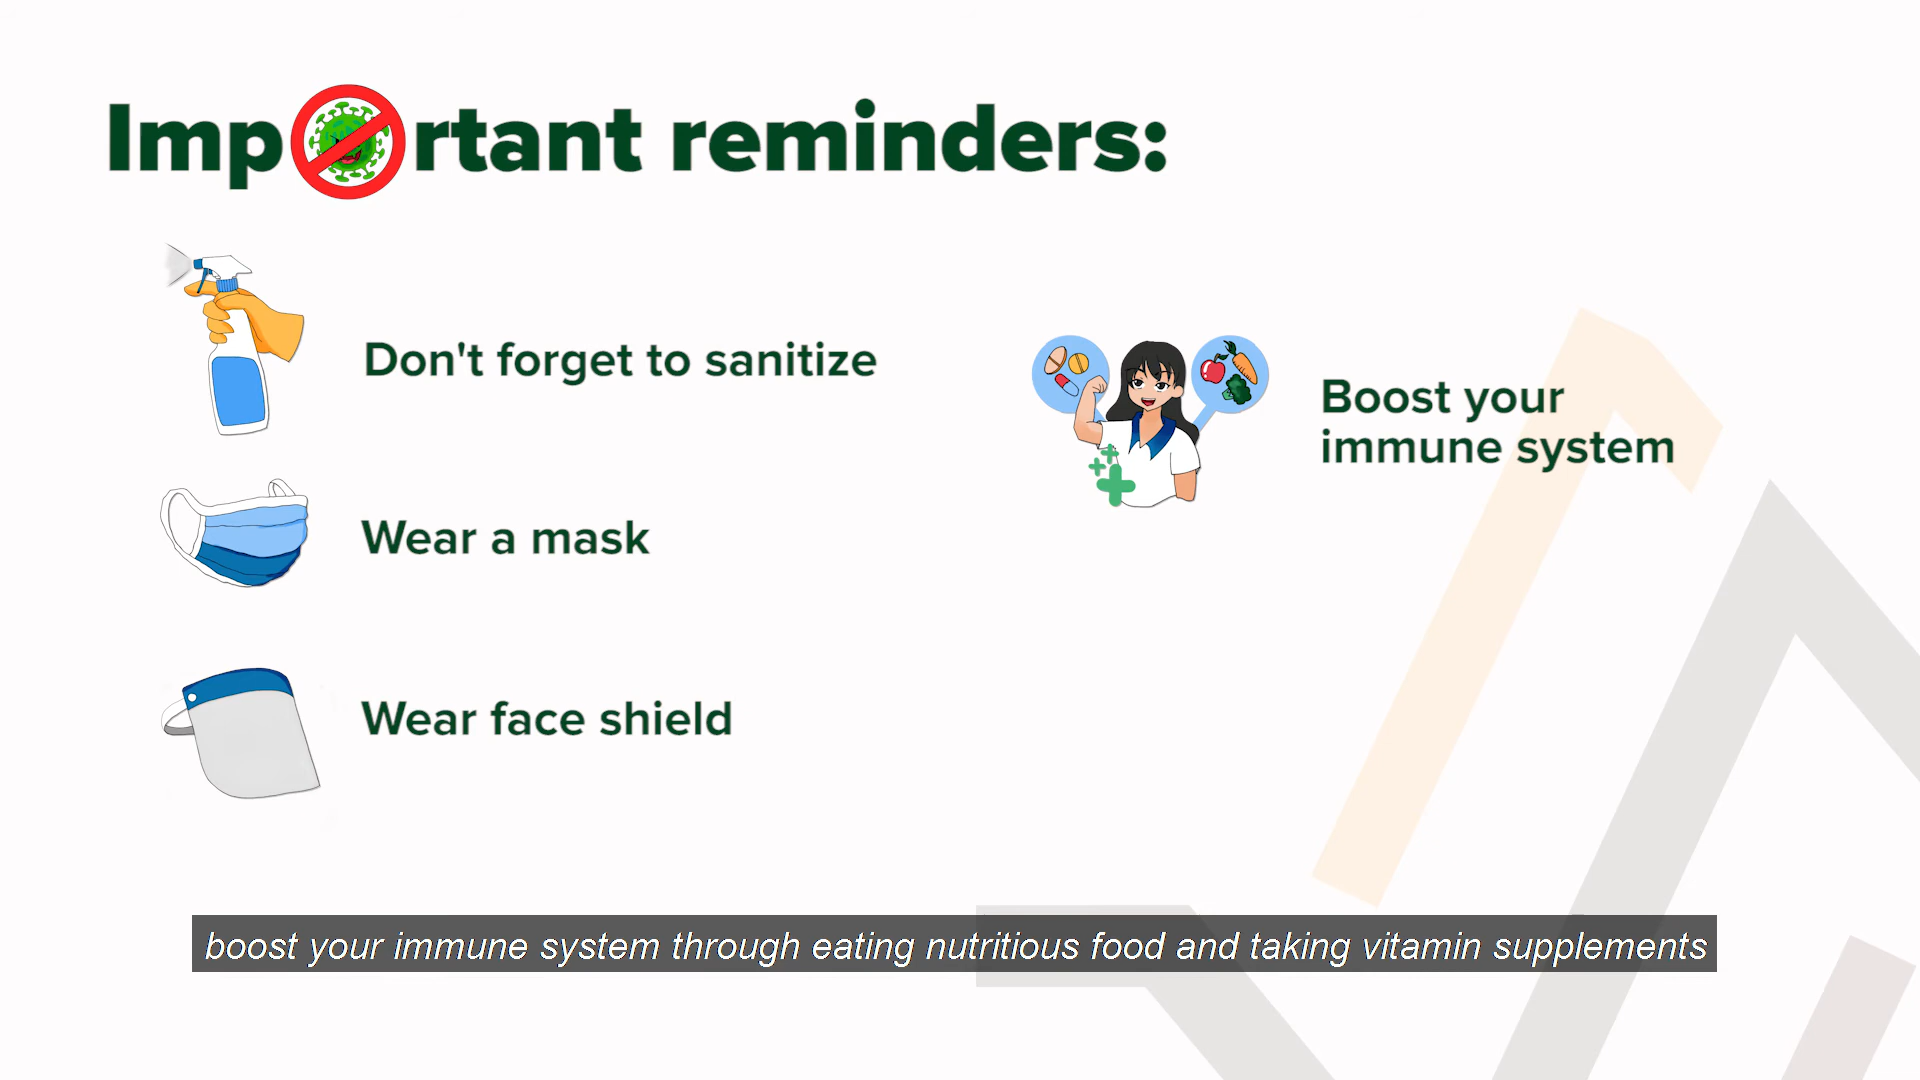 Important reminders:
Don't forget to sanitize
Wear a mask
Wear face shield
Boost your
immune system
boost your immune system through eating nutritious food and taking vitamin supplements